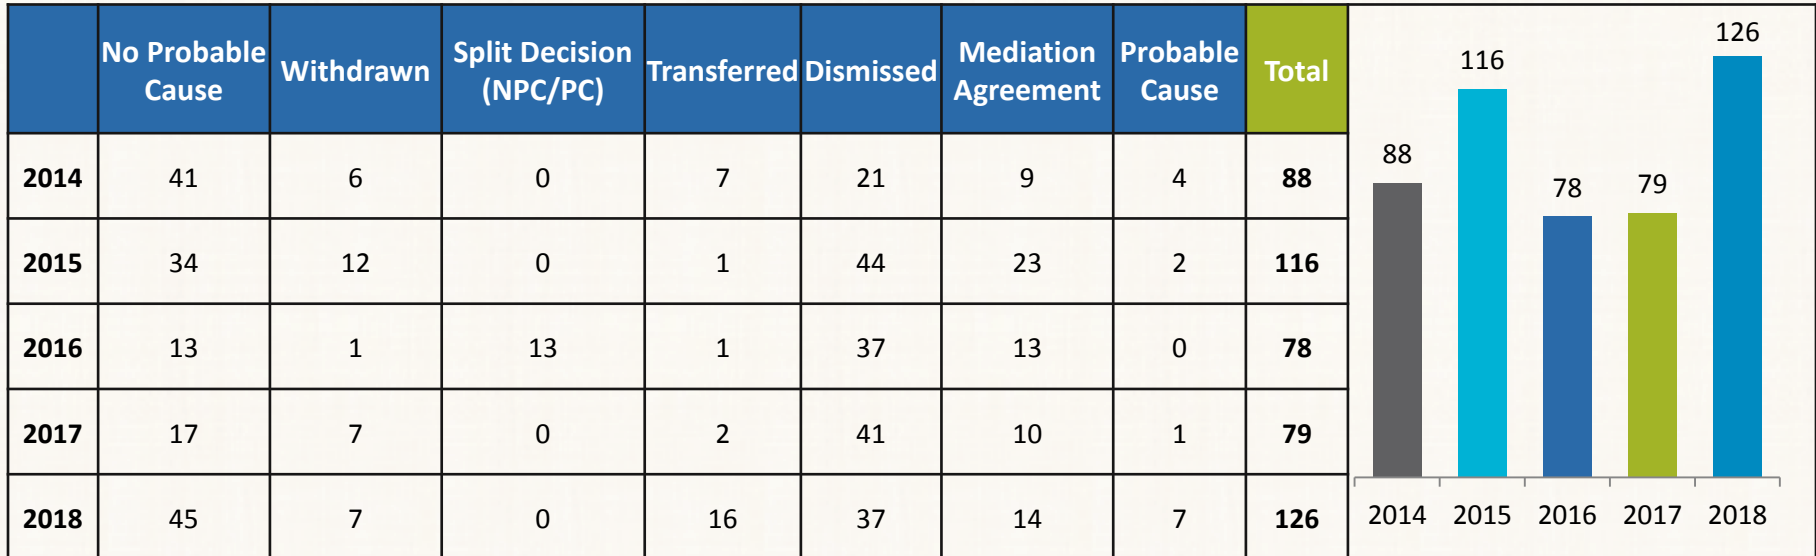 No Probable Cause Withdrawn Split Decision (NPC/PC) Transferred Dismissed Mediation Agreement Probable Cause Total
2014 41 6 0 7 21 9 4 88
2015 34 12 0 1 44 23 2 116
2016 13 1 13 1 37 13 0 78
2017 17 7 0 2 41 10 1 79
2018 45 7 0 16 37 14 7 126
88 116 78 79 126
2014 2015 2016 2017 2018